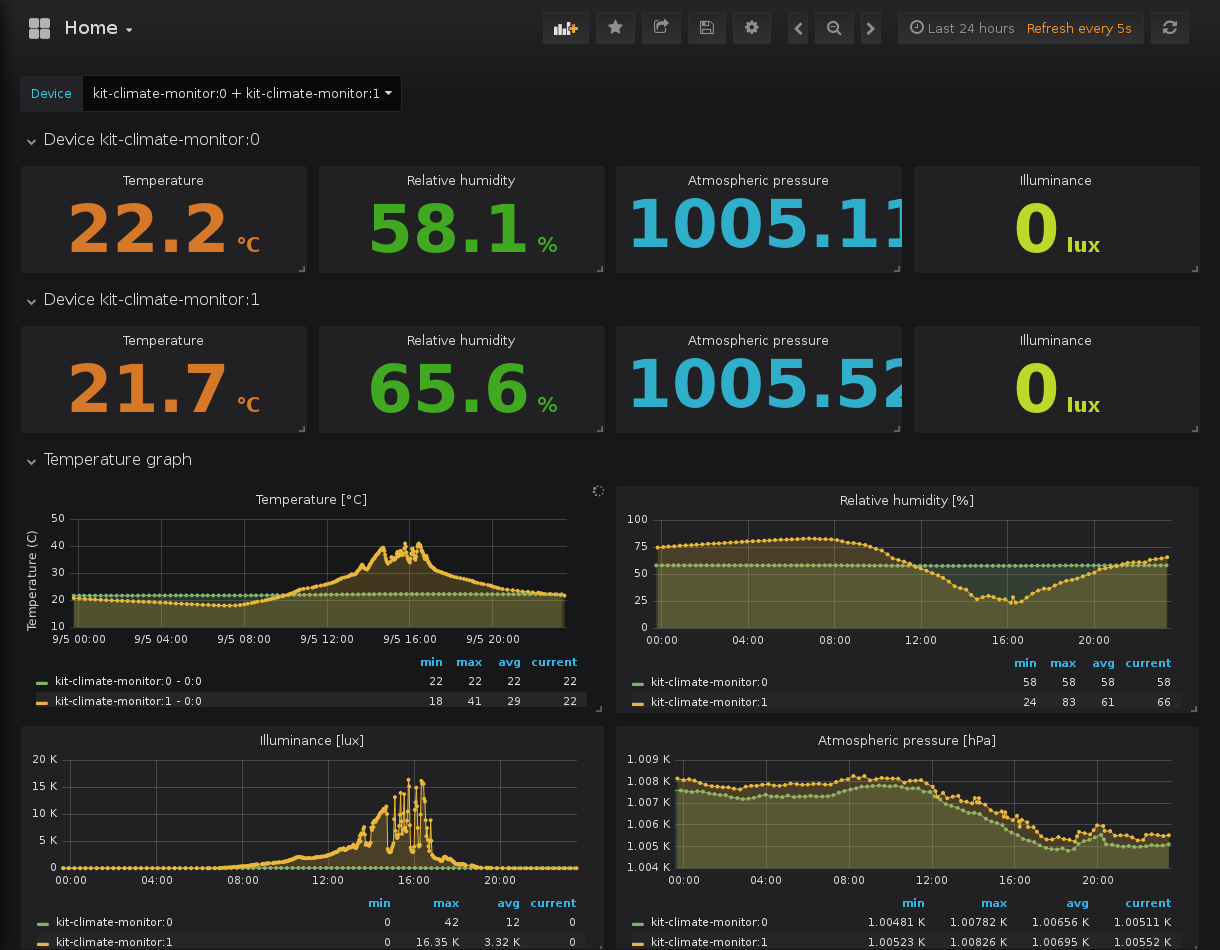 Home
Last 24 hours Refresh every 5s
Device kit-climate-monitor:0 + kit-climate-monitor:1
Device kit-climate-monitor:0
Temperature Relative humidity Atmospheric pressure Illuminance
22.2 °C 58.1 % 1005.11 0 lux
Device kit-climate-monitor:1
Temperature Relative humidity Atmospheric pressure Illuminance
21.7 °C 65.6 % 1005.52 0 lux
Temperature graph
Temperature [°C]
Temperature (C)
50
40
30
20
10
9/5 00:00 9/5 04:00 9/5 08:00 9/5 12:00 9/5 16:00 9/5 20:00
min max avg current
kit-climate-monitor:0 - 0:0 22 22 22 22
kit-climate-monitor:1 - 0:0 18 41 29 22
Relative humidity [%]
100
75
50
25
0
00:00 04:00 08:00 12:00 16:00 20:00
min max avg current
kit-climate-monitor:0 58 58 58 58
kit-climate-monitor:1 24 83 61 66
Illuminance [lux]
20 K
15 K
10 K
5 K
0
00:00 04:00 08:00 12:00 16:00 20:00
min max avg current
kit-climate-monitor:0 0 42 12 0
kit-climate-monitor:1 0 16.35 K 3.32 K 0
Atmospheric pressure [hPa]
1.009 K
1.008 K
1.007 K
1.006 K
1.005 K
1.004 K
00:00 04:00 08:00 12:00 16:00 20:00
min max avg current
kit-climate-monitor:0 1.00481 K 1.00782 K 1.00656 K 1.00511 K
kit-climate-monitor:1 1.00523 K 1.00826 K 1.00695 K 1.00552 K